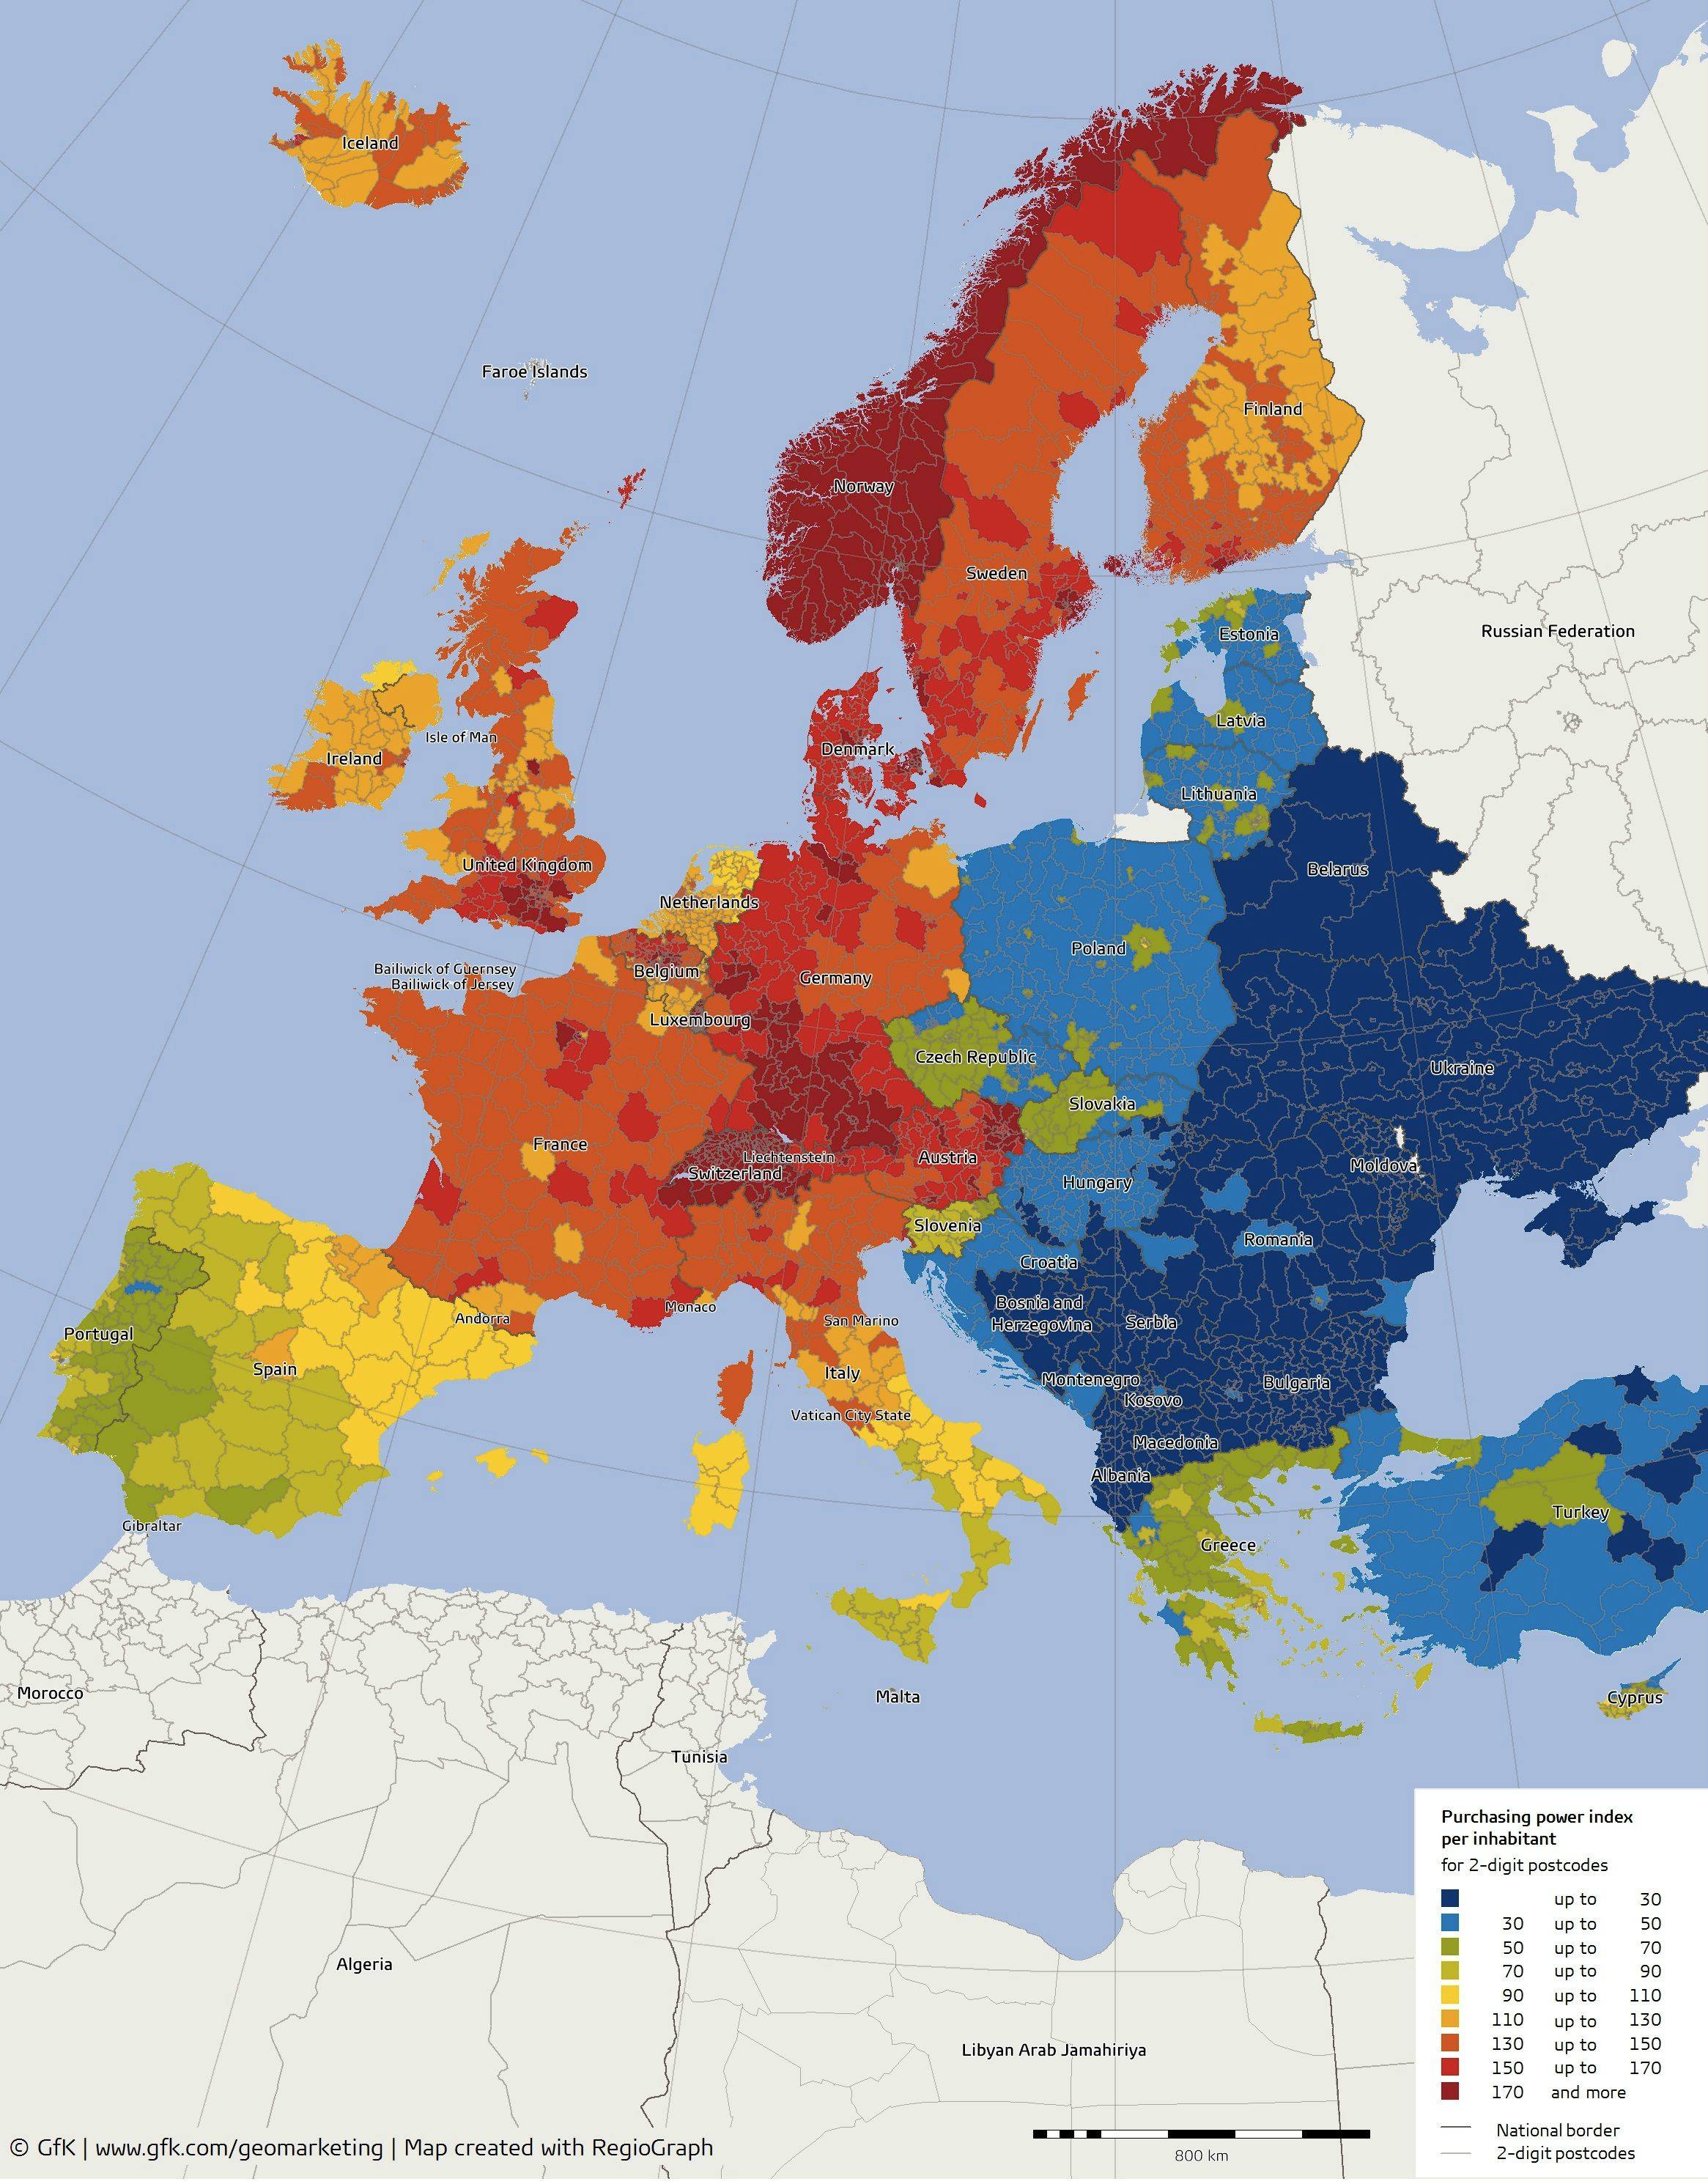 Iceland
Faroe Islands
Norway
Finland
Sweden
Estonia
Russian Federation
Latvia
Isle of Man
Denmark
Ireland
Lithuania
United Kingdom
Belarus
Netherlands
Poland
Bailiwick of Guernsey
Bailiwick of Jersey
Belgium
Germany
Luxembourg
Czech Republic
Ukraine
Slovakia
France
Liechtenstein
Switzerland
Austria
Moldova
Hungary
Slovenia
Romania
Croatia
Bosnia and
Herzegovina
Monaco
Andorra
San Marino
Serbia
Portugal
Spain
Italy
Montenegro
Bulgaria
Kosovo
Vatican City State
Macedonia
Albania
Turkey
Gibraltar
Greece
Morocco
Malta
Cyprus
Tunisia
Algeria
Libyan Arab Jamahiriya
Purchasing power index
per inhabitant
for 2-digit postcodes
up to 30
30 up to 50
50 up to 70
70 up to 90
90 up to 110
110 up to 130
130 up to 150
150 up to 170
170 and more
National border
2-digit postcodes
800 km
© GfK | www.gfk.com/geomarketing | Map created with RegioGraph